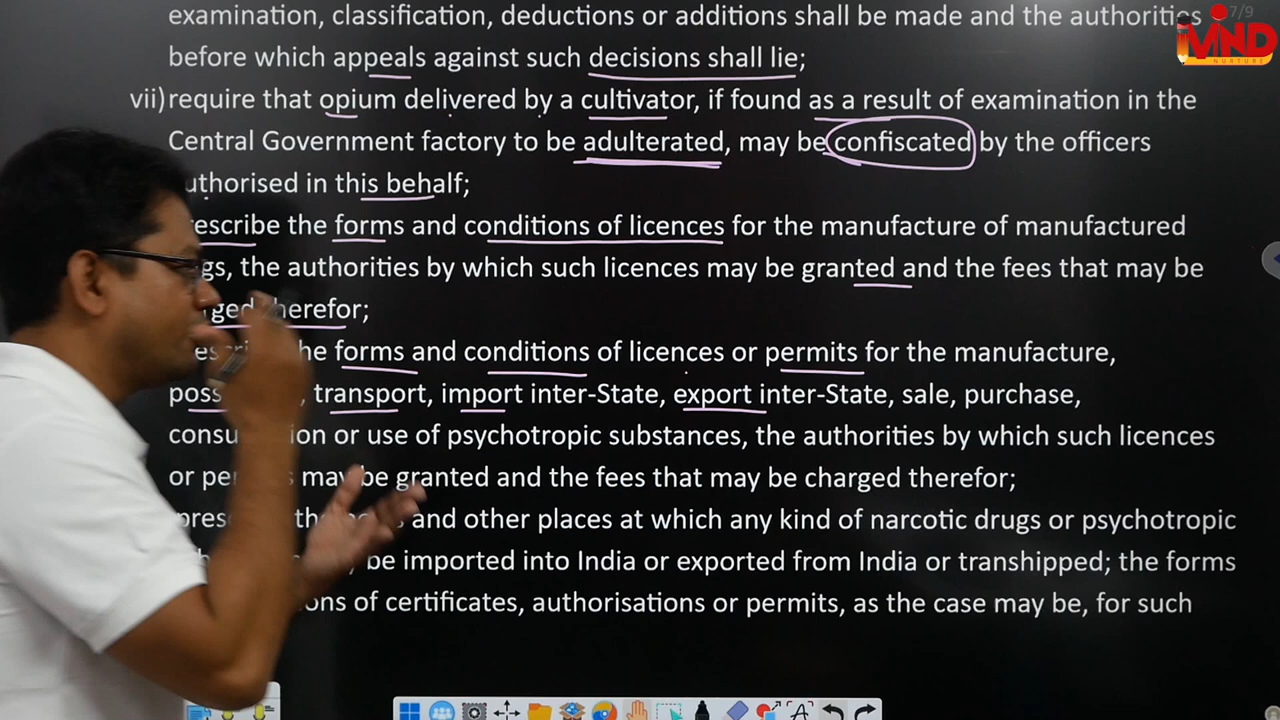 examination, classification, deductions or additions shall be made and the authorities
7/9
MIND
NURTURE
before which appeals against such decisions shall lie;
vii) require that opium delivered by a cultivator, if found as a result of examination in the
Central Government factory to be adulterated, may be confiscated by the officers
uthorised in this behalf;
escribe the forms and conditions of licences for the manufacture of manufactured
gs, the authorities by which such licences may be granted and the fees that may be
ged herefor;
he forms and conditions of licences or permits for the manufacture,
poss , transport, import inter-State, export inter-State, sale, purchase,
consu ion or use of psychotropic substances, the authorities by which such licences
or pe s may be granted and the fees that may be charged therefor;
pres th s and other places at which any kind of narcotic drugs or psychotropic
be imported into India or exported from India or transhipped; the forms
ons of certificates, authorisations or permits, as the case may be, for such